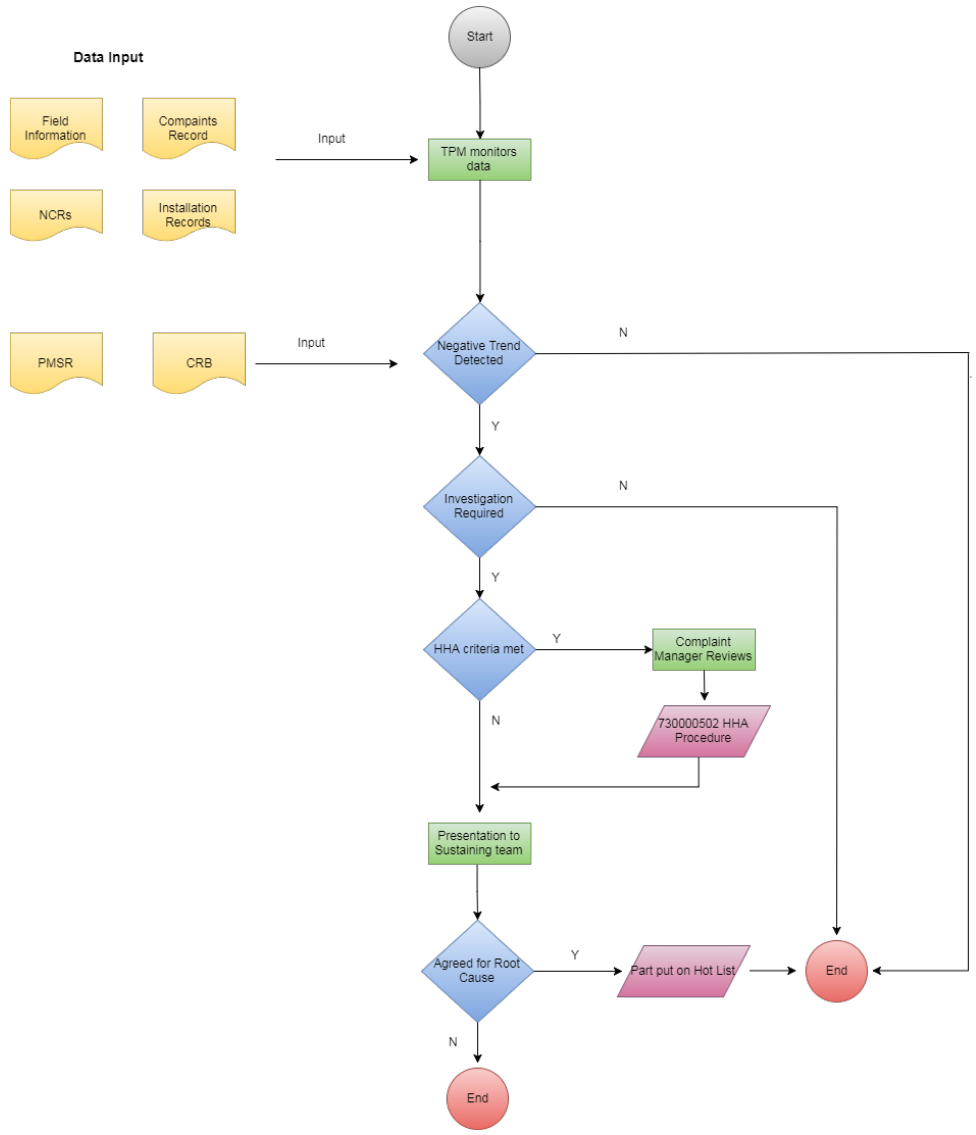 Start
Data Input
Field
Information
Compaints
Record
Input
TPM monitors
data
NCRs
Installation
Records
PMSR
CRB
Input
Negative Trend
Detected
N
Y
Investigation
Required
N
Y
HHA criteria met
Y
Complaint
Manager Reviews
N
730000502 HHA
Procedure
Presentation to
Sustaining team
Agreed for Root
Cause
Y
Part put on Hot List
End
N
End